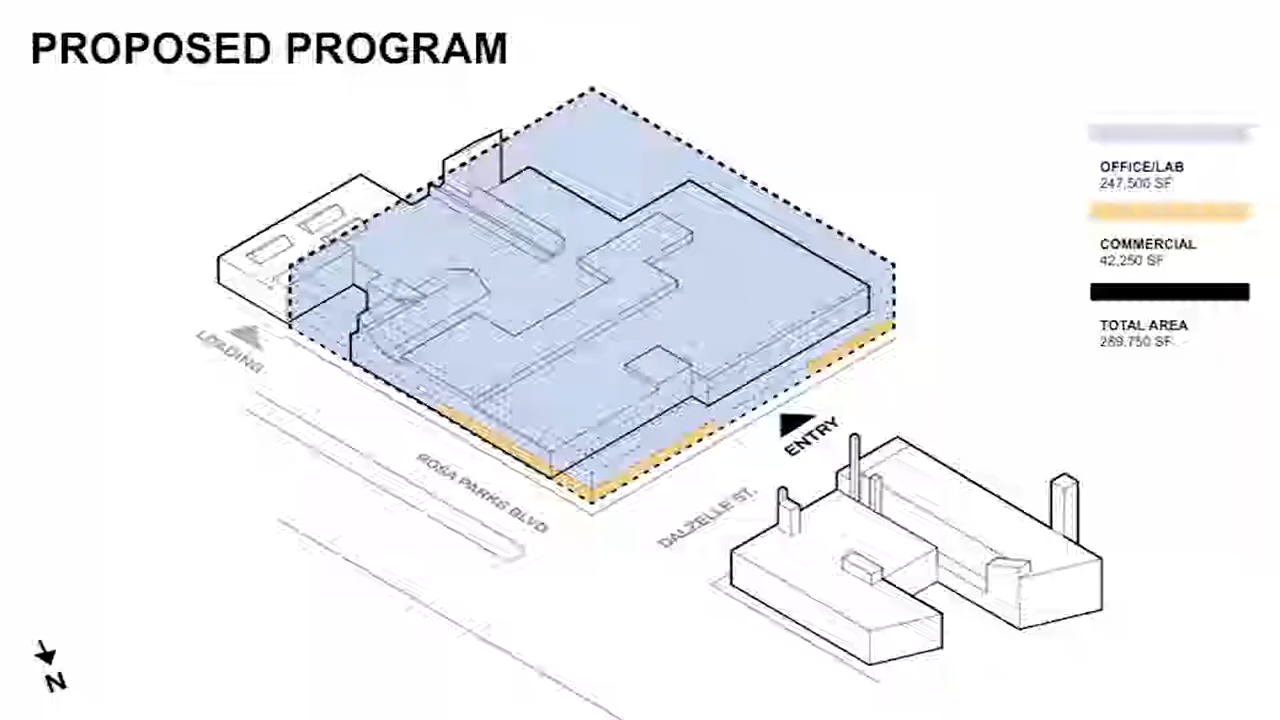 PROPOSED PROGRAM
OFFICE/LAB
247,500 SF
COMMERCIAL
42,250 SF
TOTAL AREA
289,750 SF
LOADING
ENTRY
ROSA PARKS BLVD
DALZELLE ST.
N